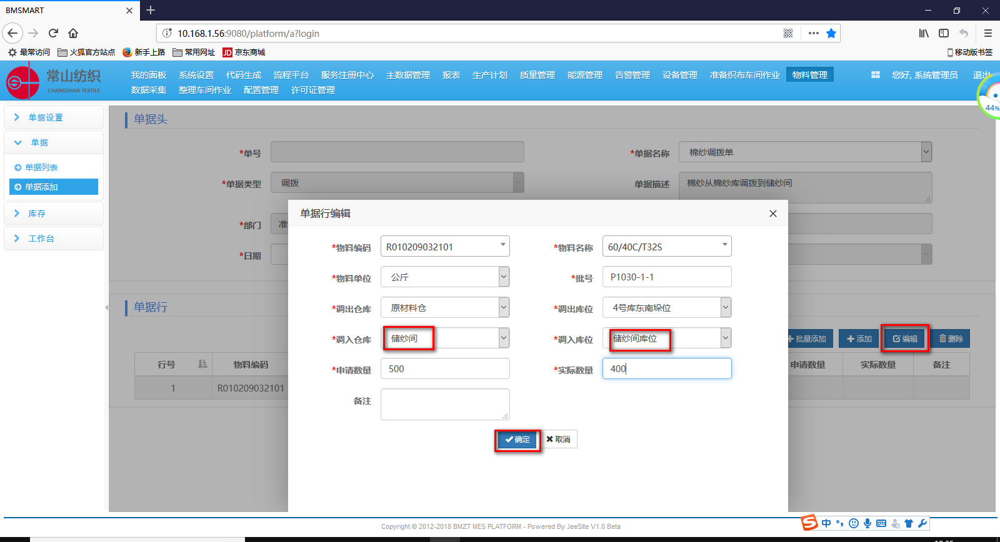 BMSMART
10.168.1.56:9080/platform/a?login
最常访问 火狐官方站点 新手上路 常用网址 JD 京东商城 移动版书签
常山纺织
CHANGSHAN TEXTILE
我的面板 系统设置 代码生成 流程平台 服务注册中心 主数据管理 报表 生产计划 质量管理 能源管理 告警管理 设备管理 准备织布车间作业 物料管理 您好, 系统管理员 退出
数据采集 整理车间作业 配置管理 许可证管理
44%
单据设置
单据
单据列表
单据添加
库存
工作台
单据头
*单号 *单据名称 棉纱调拨单
*单据类型 调拨 单据描述 棉纱从棉纱库调拨到储纱间
*部门 准
*日期
单据行编辑
*物料编码 R010209032101 *物料名称 60/40C/T32S
*物料单位 公斤 *批号 P1030-1-1
*调出仓库 原材料仓 *调出库位 4号库东南垛位
*调入仓库 储纱间 *调入库位 储纱间库位
*申请数量 500 *实际数量 400
备注
确定 取消
单据行
批量添加 添加 编辑 删除
行号 物料编码 申请数量 实际数量 备注
1 R010209032101
Copyright © 2012-2018 BMZT MES PLATFORM - Powered By JeeSite V1.0 Beta
S 中